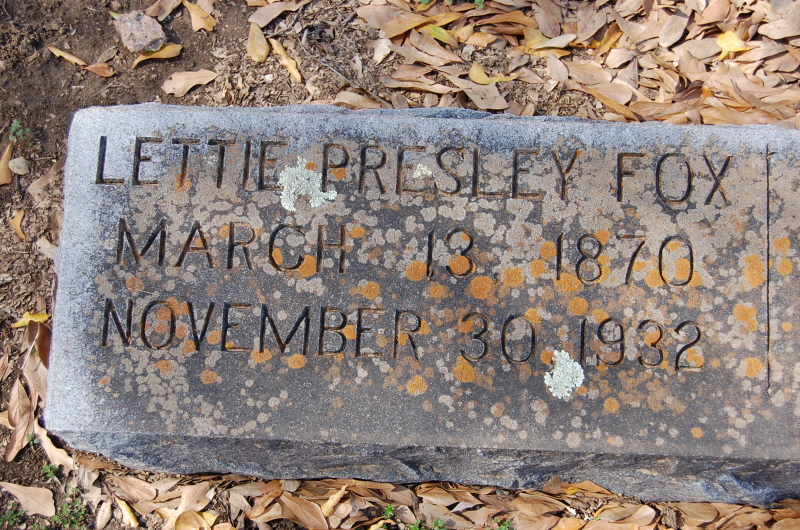 LETTIE PRESLEY FOX
MARCH 13 1870
NOVEMBER 30 1932